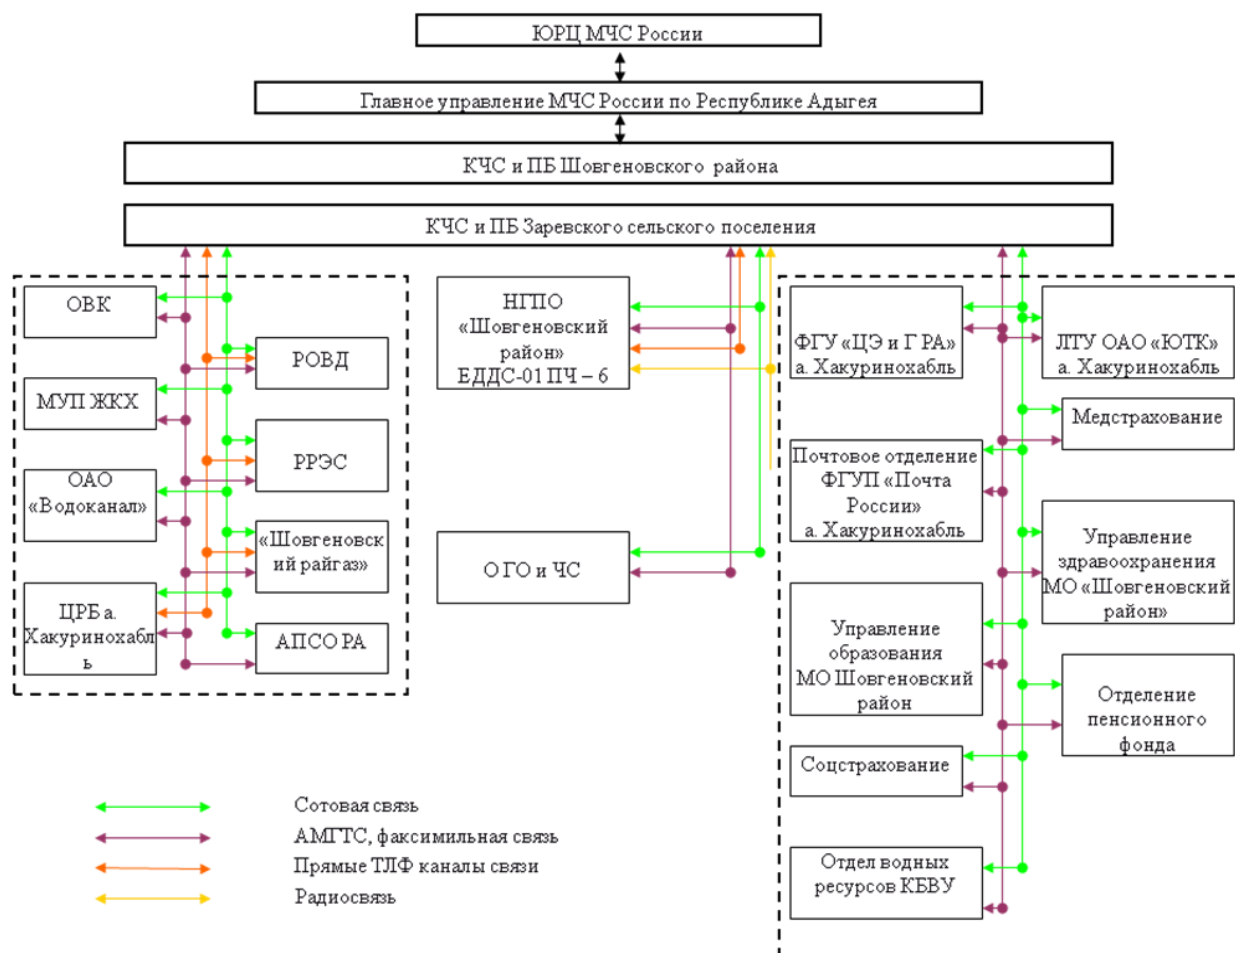 ЮРЦ МЧС России
Главное управление МЧС России по Республике Адыгея
КЧС и ПБ Шовгеновского района
КЧС и ПБ Заревского сельского поселения
ОВК
РОВД
МУП ЖКХ
РРЭС
ОАО
«Водоканал»
«Шовгеновск
ий райгаз»
ЦРБ а.
Хакуринохабл
ь
АПСО РА
НГПО
«Шовгеновский
район»
ЕДДС-01 ПЧ – 6
О ГО и ЧС
ФГУ «ЦЭ и Г РА»
а. Хакуринохабль
ЛТУ ОАО «ЮТК»
а. Хакуринохабль
Медстрахование
Почтовое отделение
ФГУП «Почта
России»
а. Хакуринохабль
Управление
здравоохранения
МО «Шовгеновский
район»
Управление
образования
МО Шовгеновский
район
Отделение
пенсионного
фонда
Соцстрахование
Отдел водных
ресурсов КБВУ
Сотовая связь
АМГТС, факсимильная связь
Прямые ТЛФ каналы связи
Радиосвязь